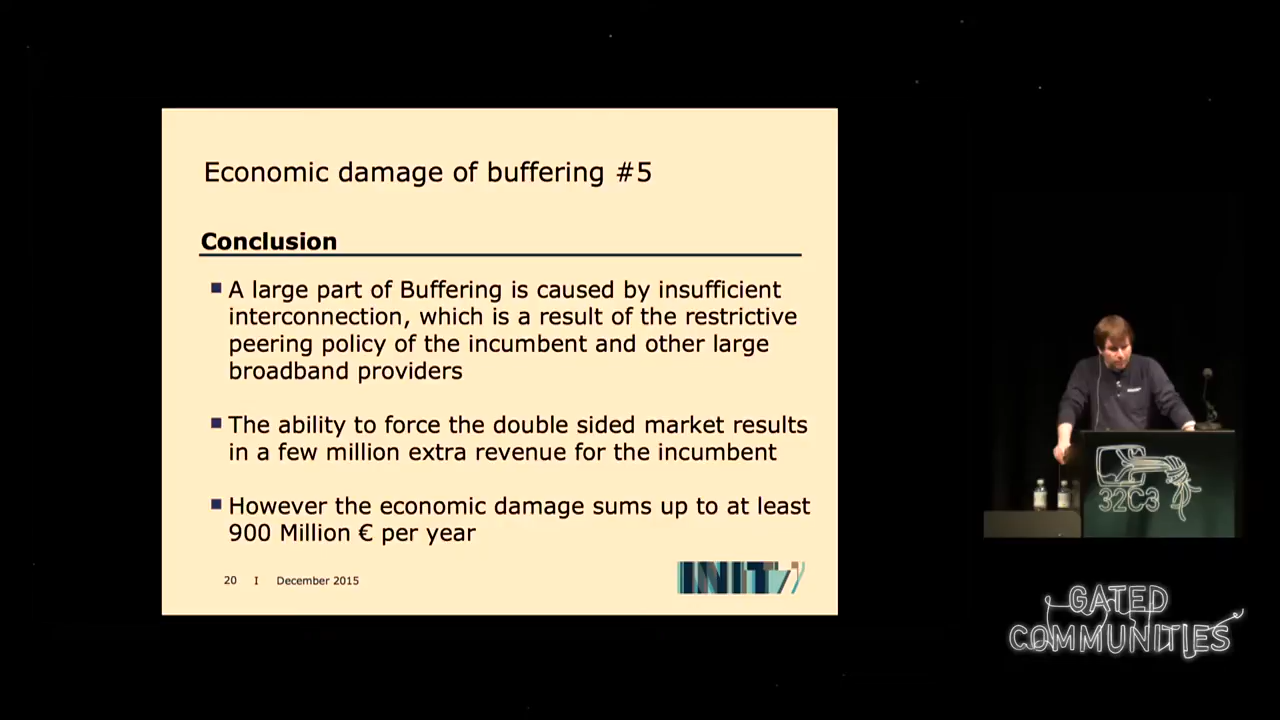 Economic damage of buffering #5
Conclusion
A large part of Buffering is caused by insufficient
interconnection, which is a result of the restrictive
peering policy of the incumbent and other large
broadband providers
The ability to force the double sided market results
in a few million extra revenue for the incumbent
However the economic damage sums up to at least
900 Million € per year
20 I December 2015
INIT7
32C3
GATED
COMMUNITIES